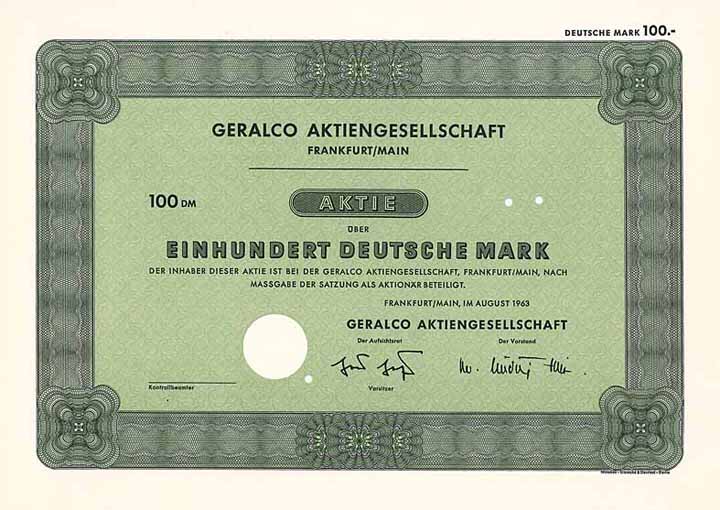 DEUTSCHE MARK 100.-
GERALCO AKTIENGESELLSCHAFT
FRANKFURT/MAIN
100 DM
AKTIE
ÜBER
EINHUNDERT DEUTSCHE MARK
DER INHABER DIESER AKTIE IST BEI DER GERALCO AKTIENGESELLSCHAFT, FRANKFURT/MAIN, NACH
MASSGABE DER SATZUNG ALS AKTIONÄR BETEILIGT.
FRANKFURT/MAIN, IM AUGUST 1963
GERALCO AKTIENGESELLSCHAFT
Der Aufsichtsrat Der Vorstand
Kontrollbeamter Vorsitzer